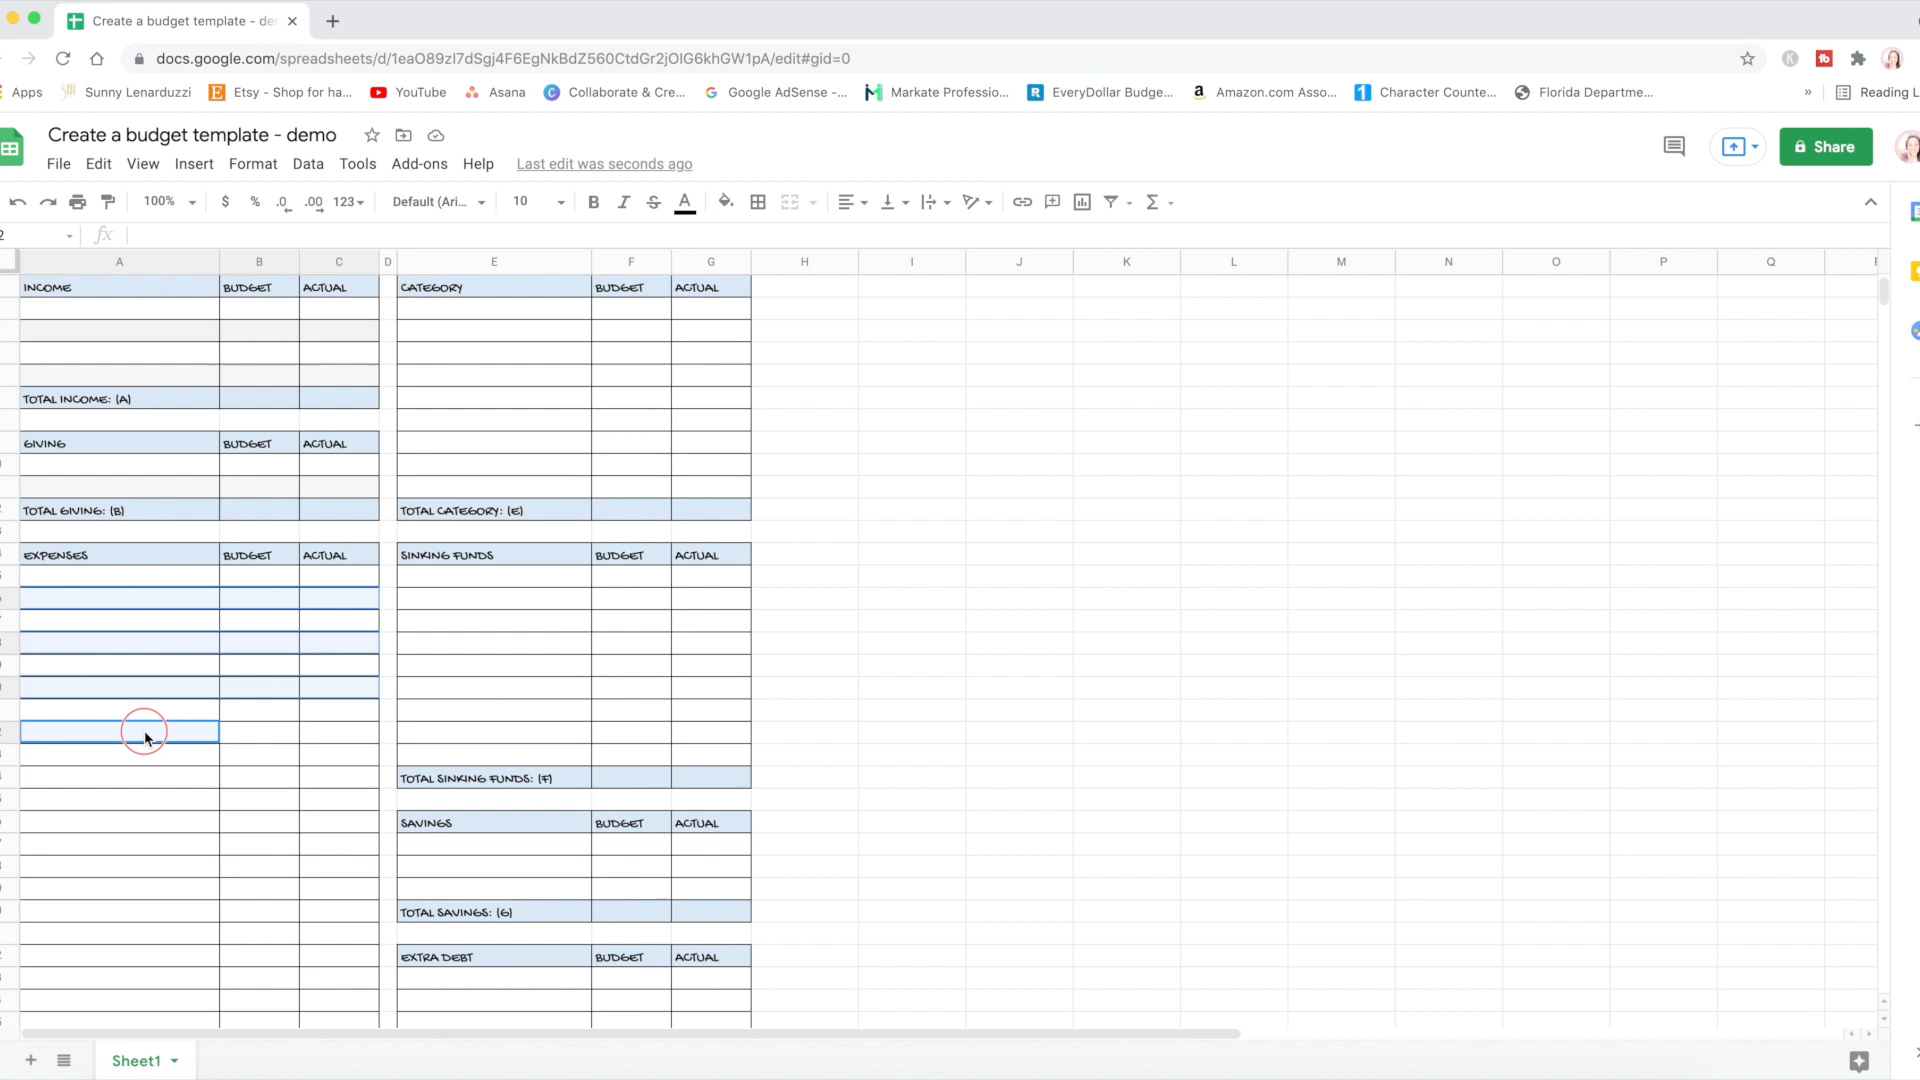 Create a budget template - de
docs.google.com/spreadsheets/d/1eaO89zI7dSgj4F6EgNkBdZ560CtdGr2jOIG6khGW1pA/edit#gid=0
Apps Sunny Lenarduzzi Etsy - Shop for ha... YouTube Asana Collaborate & Cre... Google AdSense -... Markate Professio... EveryDollar Budge... Amazon.com Asso... Character Counte... Florida Departme... » Reading L
Create a budget template - demo
File Edit View Insert Format Data Tools Add-ons Help Last edit was seconds ago
Share
100% $ % .0 .00 123 Default (Ari... 10 B I S A
fx
A B C D E F G H I J K L M N O P Q
INCOME BUDGET ACTUAL CATEGORY BUDGET ACTUAL
TOTAL INCOME: (A)
GIVING BUDGET ACTUAL
TOTAL GIVING: (B) TOTAL CATEGORY: (E)
EXPENSES BUDGET ACTUAL SINKING FUNDS BUDGET ACTUAL
TOTAL SINKING FUNDS: (F)
SAVINGS BUDGET ACTUAL
TOTAL SAVINGS: (G)
EXTRA DEBT BUDGET ACTUAL
Sheet1